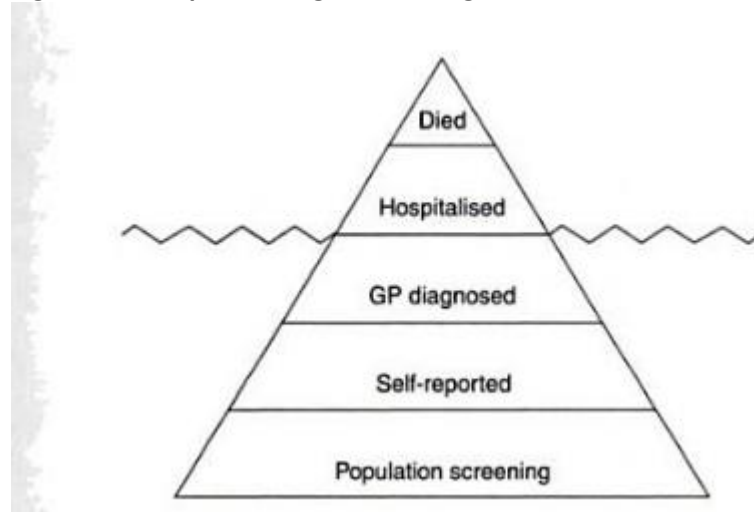 Died
Hospitalised
GP diagnosed
Self-reported
Population screening